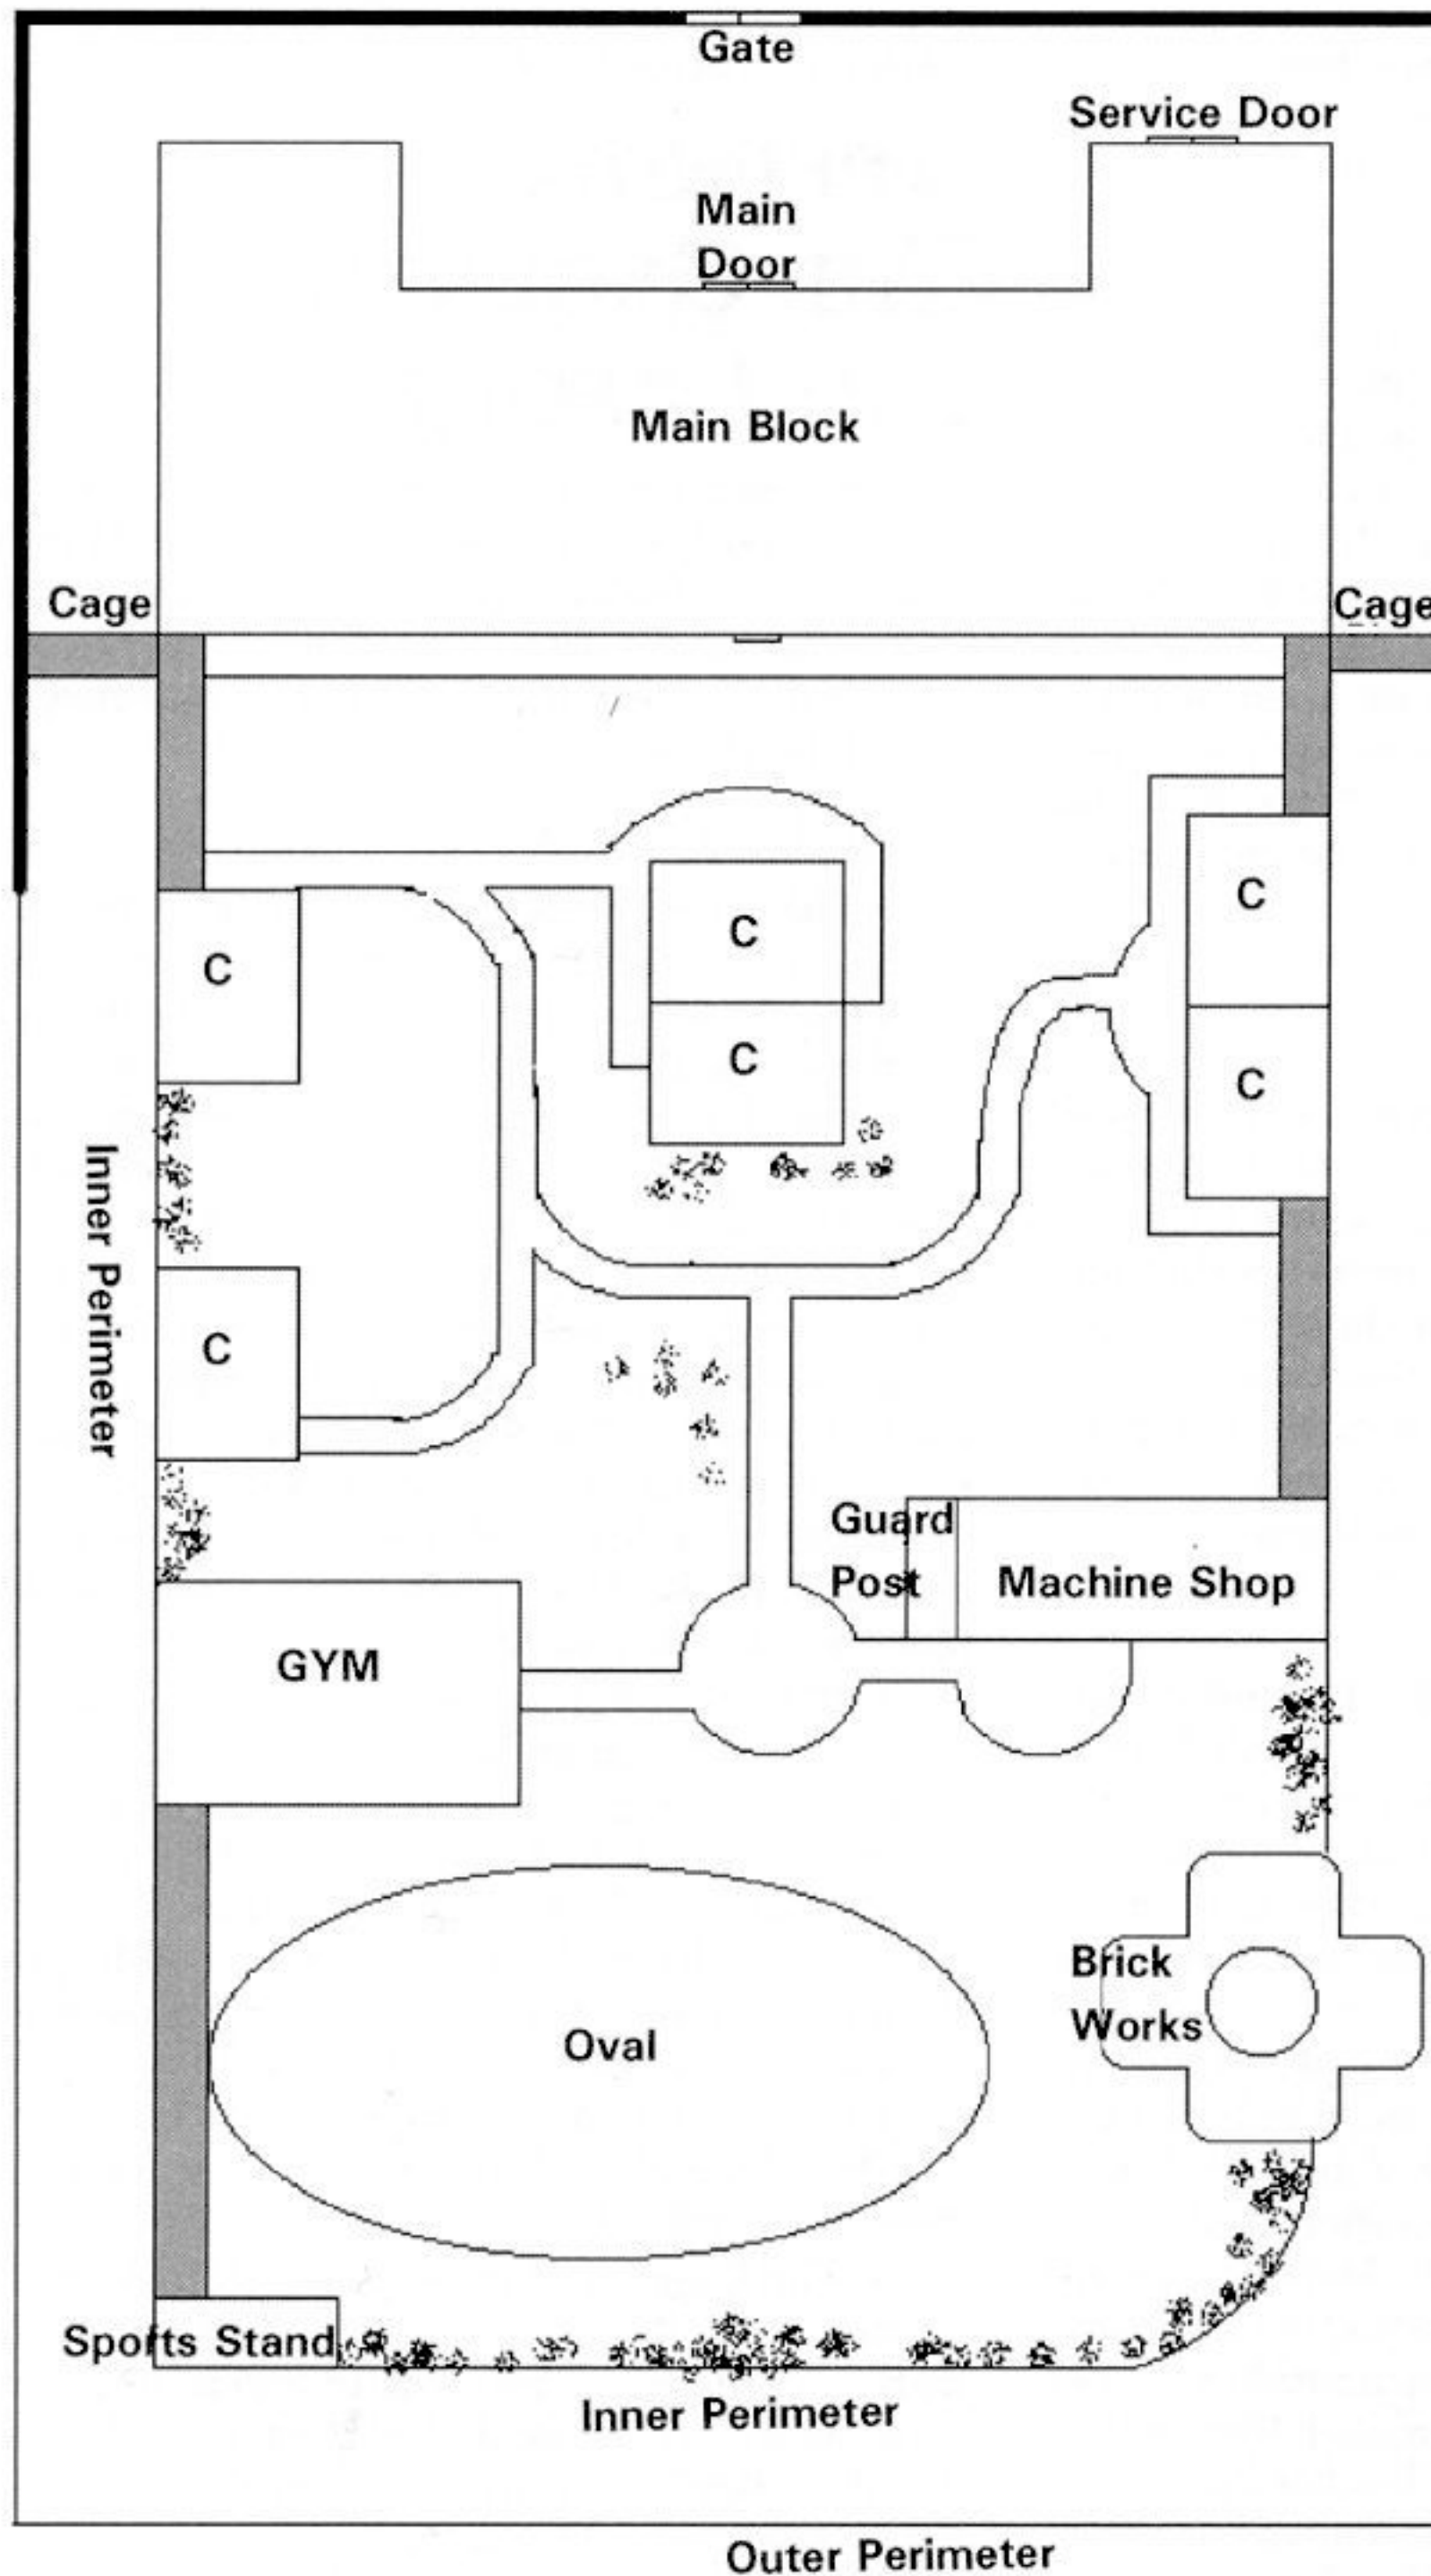 Gate
Service Door
Main
Door
Main Block
Cage
Cage
C
C
C
C
C
Inner Perimeter
C
Guard
Post
Machine Shop
GYM
Brick
Works
Oval
Sports Stand
Inner Perimeter
Outer Perimeter